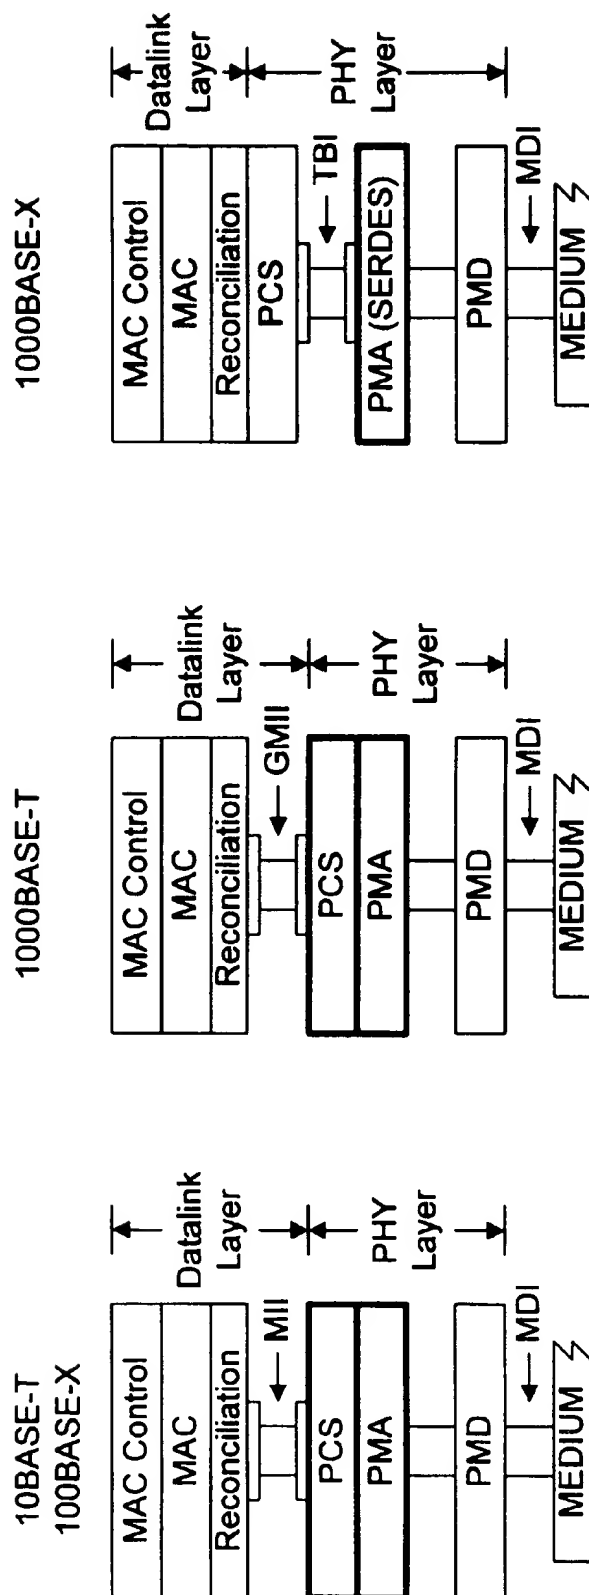 10BASE-T
100BASE-X
MAC Control
MAC
Reconciliation
MII
PCS
PMA
PMD
MDI
MEDIUM
Datalink
Layer
PHY
Layer
1000BASE-T
MAC Control
MAC
Reconciliation
GMII
PCS
PMA
PMD
MDI
MEDIUM
Datalink
Layer
PHY
Layer
1000BASE-X
MAC Control
MAC
Reconciliation
PCS
TBI
PMA (SERDES)
PMD
MDI
MEDIUM
Datalink
Layer
PHY
Layer